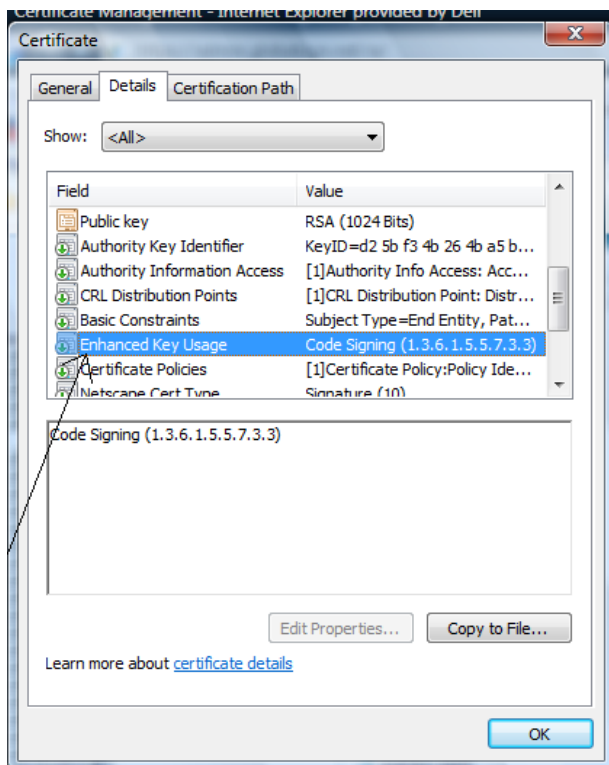 Certificate Management - Internet Explorer provided by Dell
Certificate
General Details Certification Path
Show: <All>
Field Value
Public key RSA (1024 Bits)
Authority Key Identifier KeyID=d2 5b f3 4b 26 4b a5 b...
Authority Information Access [1]Authority Info Access: Acc...
CRL Distribution Points [1]CRL Distribution Point: Distr...
Basic Constraints Subject Type=End Entity, Pat...
Enhanced Key Usage Code Signing (1.3.6.1.5.5.7.3.3)
Certificate Policies [1]Certificate Policy:Policy Ide...
Netscape Cert Type Signature (10)
Code Signing (1.3.6.1.5.5.7.3.3)
Edit Properties... Copy to File...
Learn more about certificate details
OK